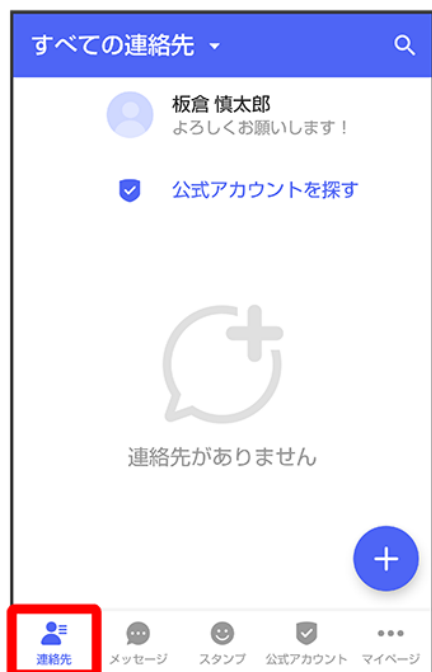 すべての連絡先
板倉 慎太郎
よろしくお願いします！
公式アカウントを探す
連絡先がありません
連絡先
メッセージ
スタンプ
公式アカウント
マイページ